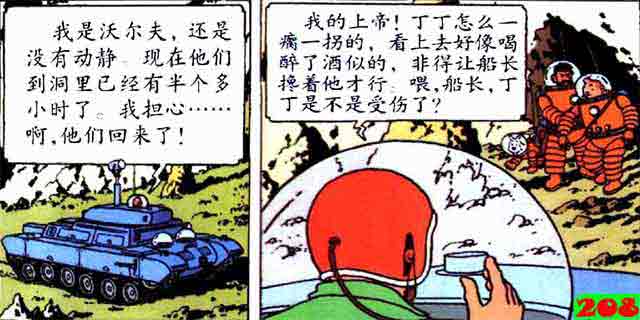 我是沃尔夫，还是
没有动静。现在他们
到洞里已经有半个多
小时了。我担心……
啊，他们回来了！
我的上帝！丁丁怎么一
瘸一拐的，看上去好像喝
醉了酒似的，非得让船长
搀着他才行。喂，船长，丁
丁是不是受伤了？
208